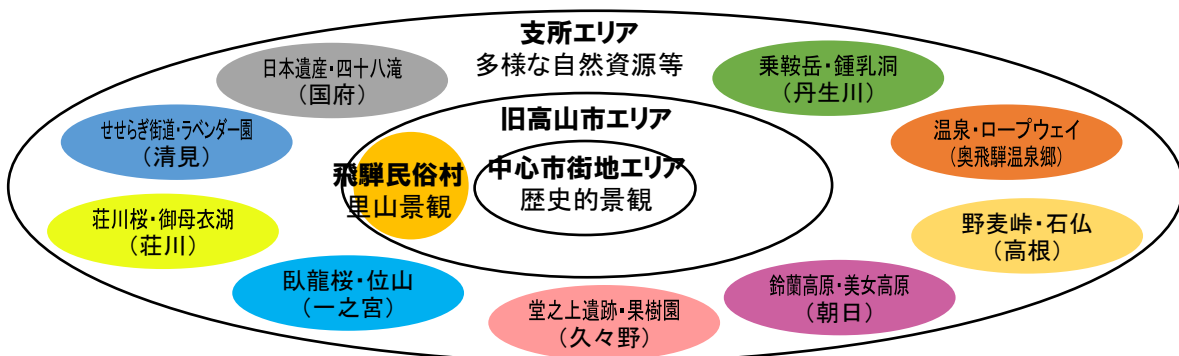 支所エリア
多様な自然資源等
日本遺産・四十八滝
（国府）
乗鞍岳・鍾乳洞
（丹生川）
せせらぎ街道・ラベンダー園
（清見）
旧高山市エリア
温泉・ロープウェイ
（奥飛騨温泉郷）
飛騨民俗村
里山景観
中心市街地エリア
歴史的景観
荘川桜・御母衣湖
（荘川）
野麦峠・石仏
（高根）
臥龍桜・位山
（一之宮）
鈴蘭高原・美女高原
（朝日）
堂之上遺跡・果樹園
（久々野）